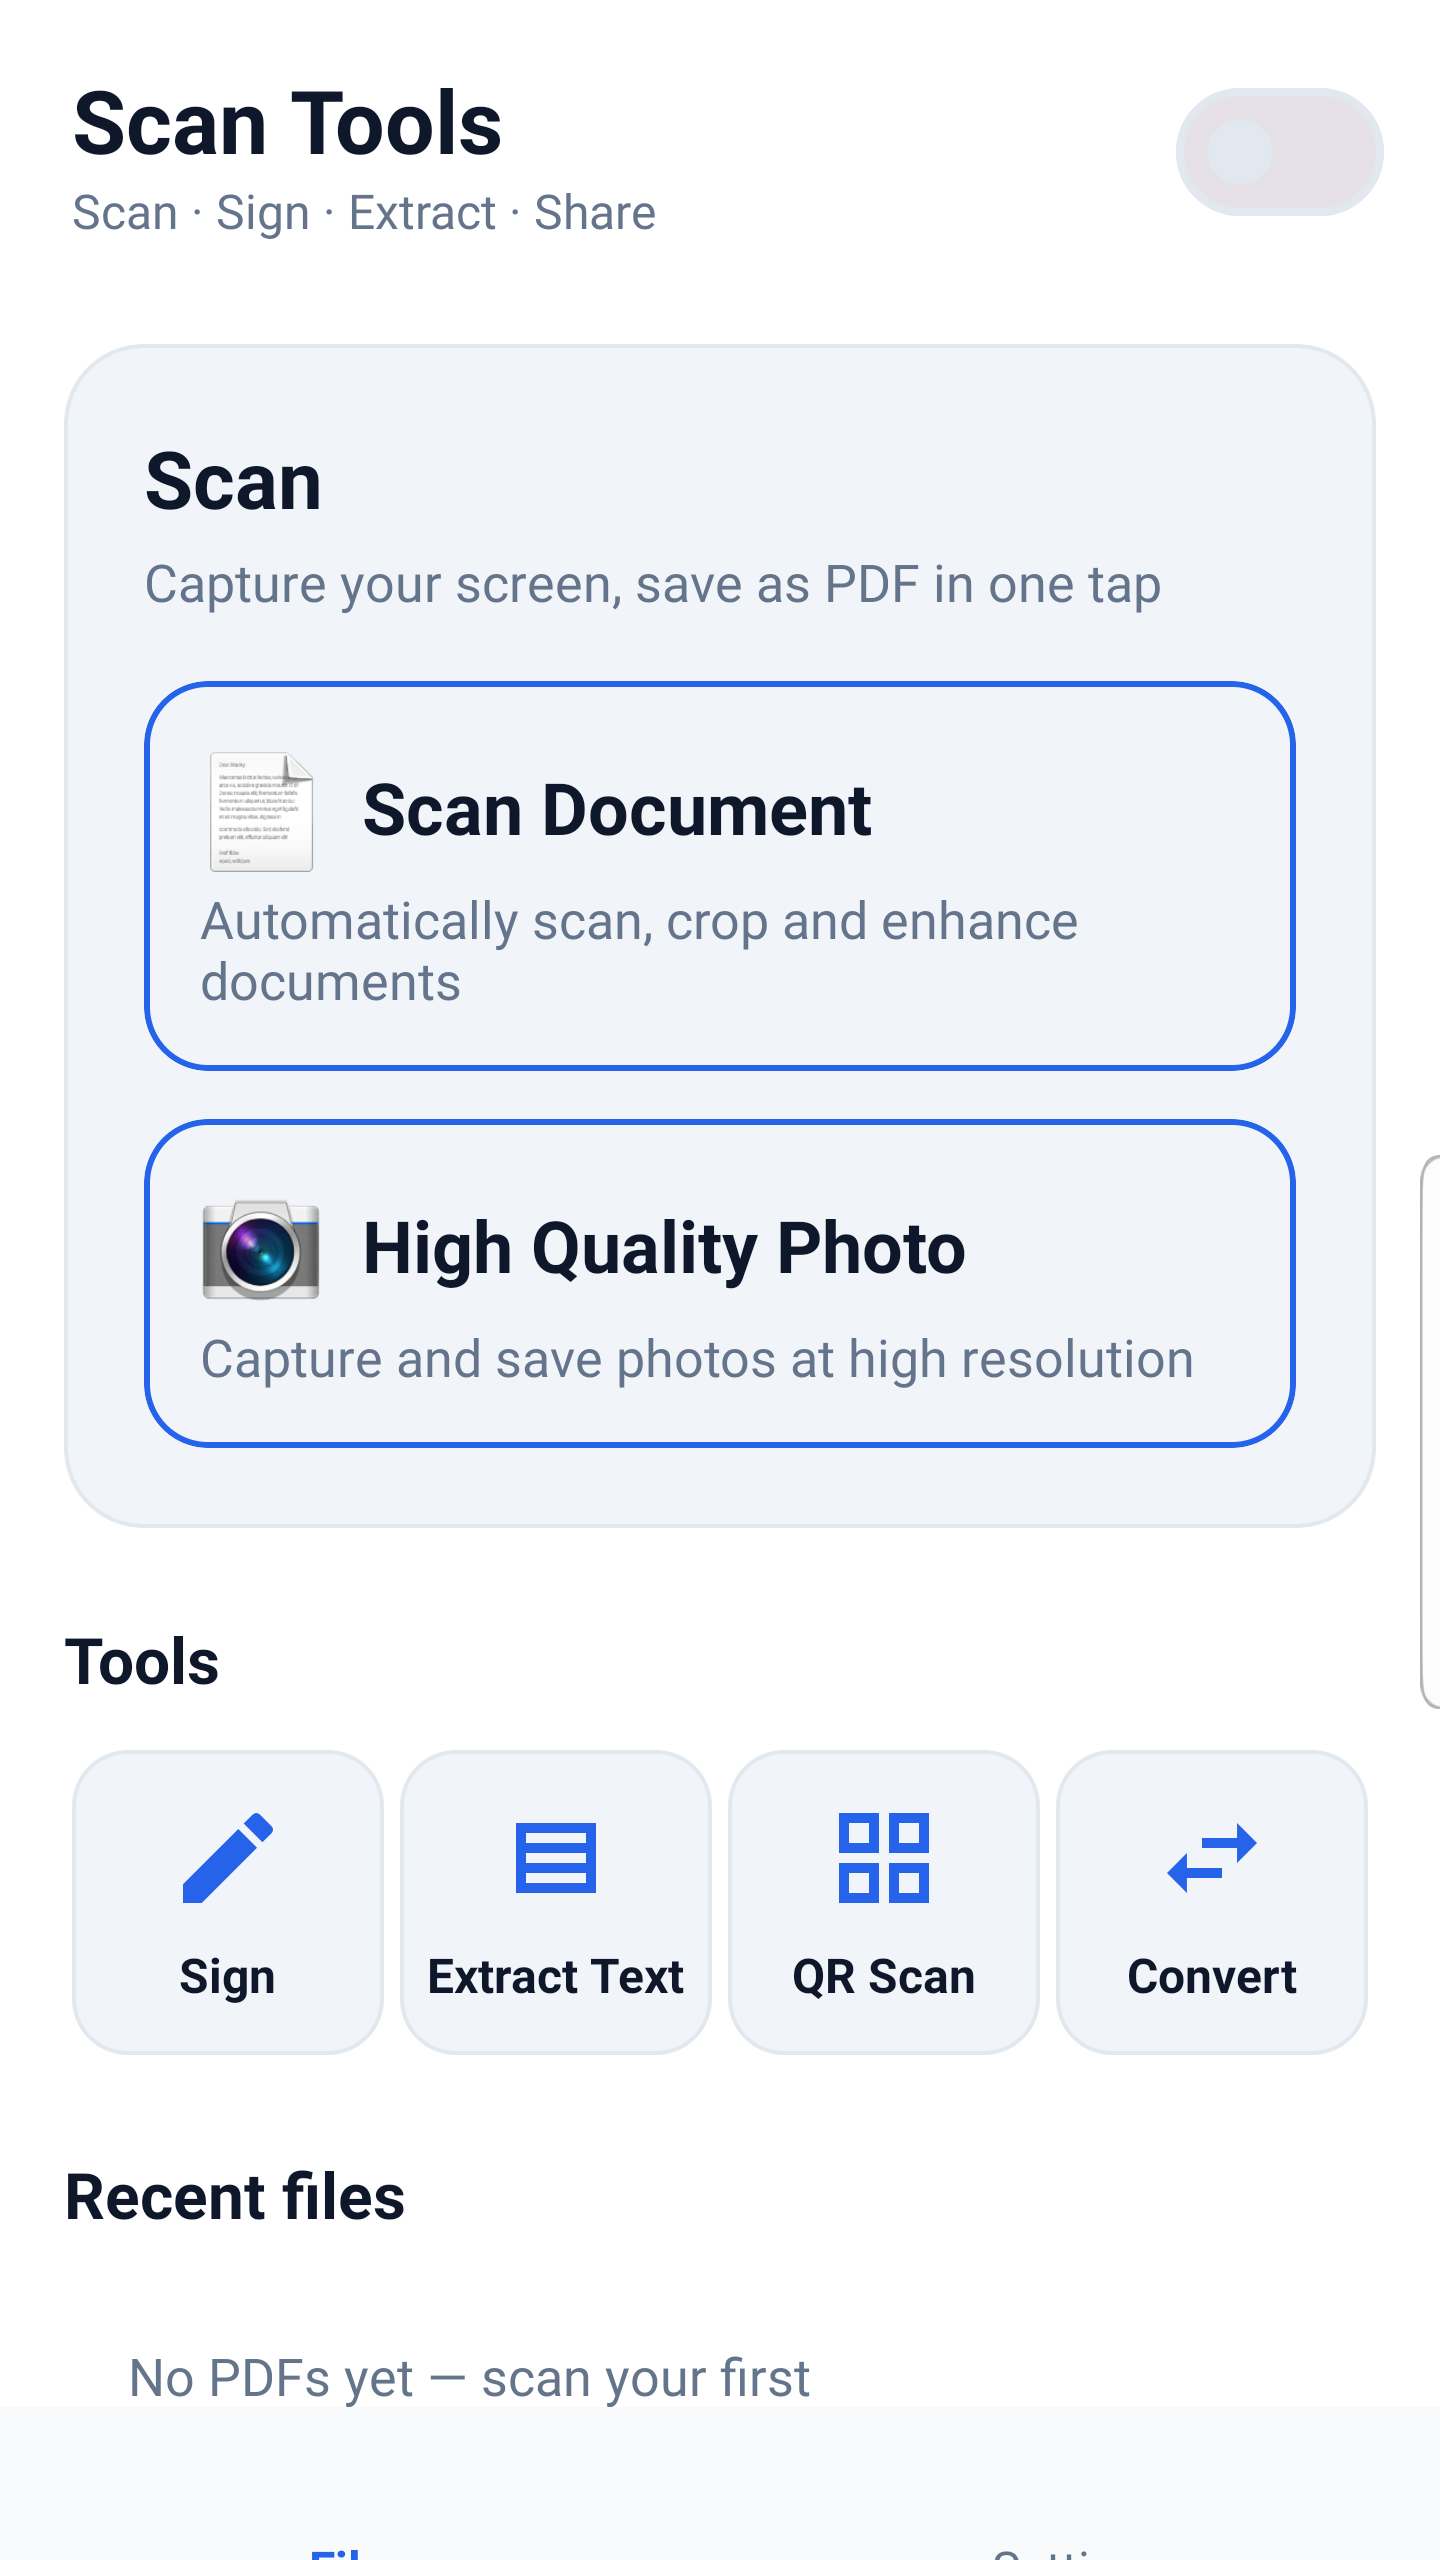 Scan Tools
Scan · Sign · Extract · Share
Scan
Capture your screen, save as PDF in one tap
Scan Document
Automatically scan, crop and enhance
documents
High Quality Photo
Capture and save photos at high resolution
Tools
Sign
Extract Text
QR Scan
Convert
Recent files
No PDFs yet — scan your first